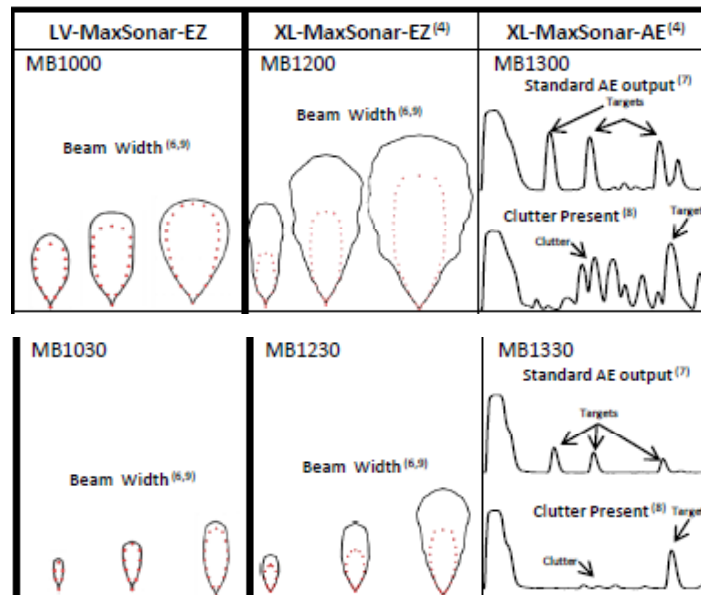 LV-MaxSonar-EZ
XL-MaxSonar-EZ(4)
XL-MaxSonar-AE(4)
MB1000
Beam Width (6,9)
MB1200
Beam Width (6,9)
MB1300
Standard AE output (7)
Targets
Clutter Present (8)
Target
Clutter
MB1030
Beam Width (6,9)
MB1230
Beam Width (6,9)
MB1330
Standard AE output (7)
Targets
Clutter Present (8)
Targe
Clutter